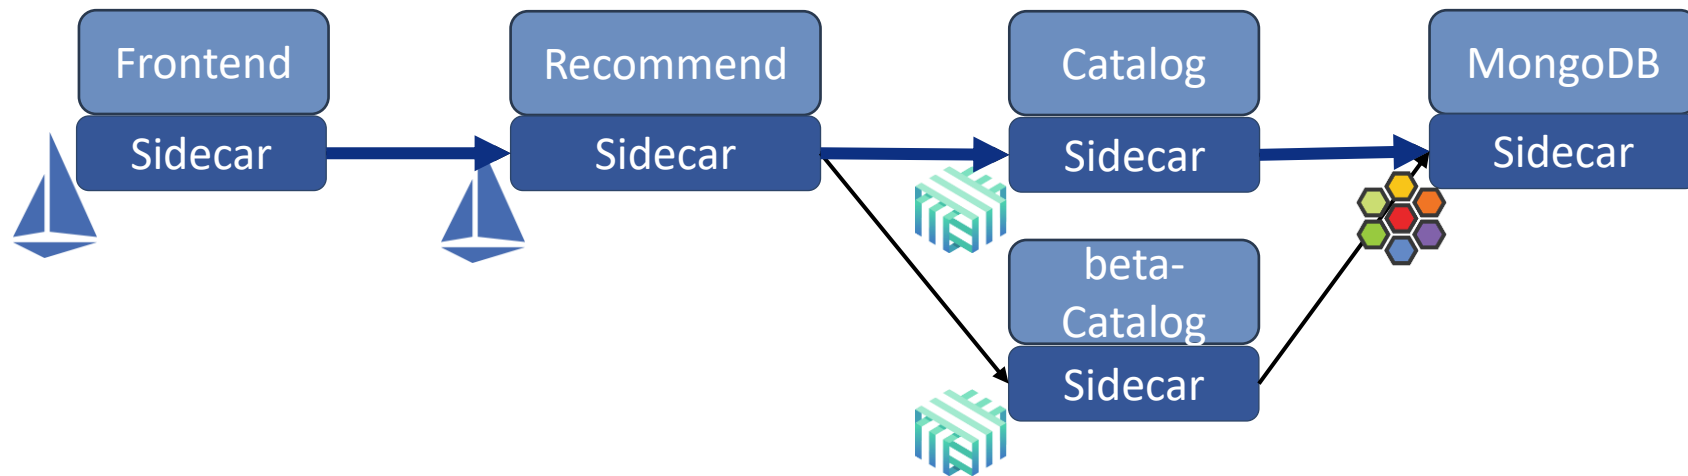 Frontend
Sidecar
Recommend
Sidecar
Catalog
Sidecar
beta-
Catalog
Sidecar
MongoDB
Sidecar